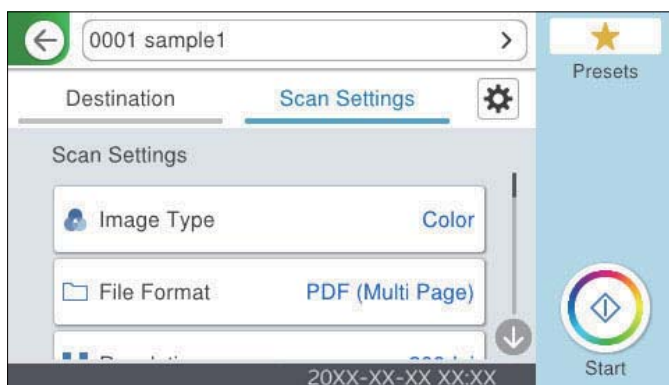 0001 sample1
Presets
Destination
Scan Settings
Scan Settings
Image Type
Color
File Format
PDF (Multi Page)
20XX-XX-XX XX:XX
Start